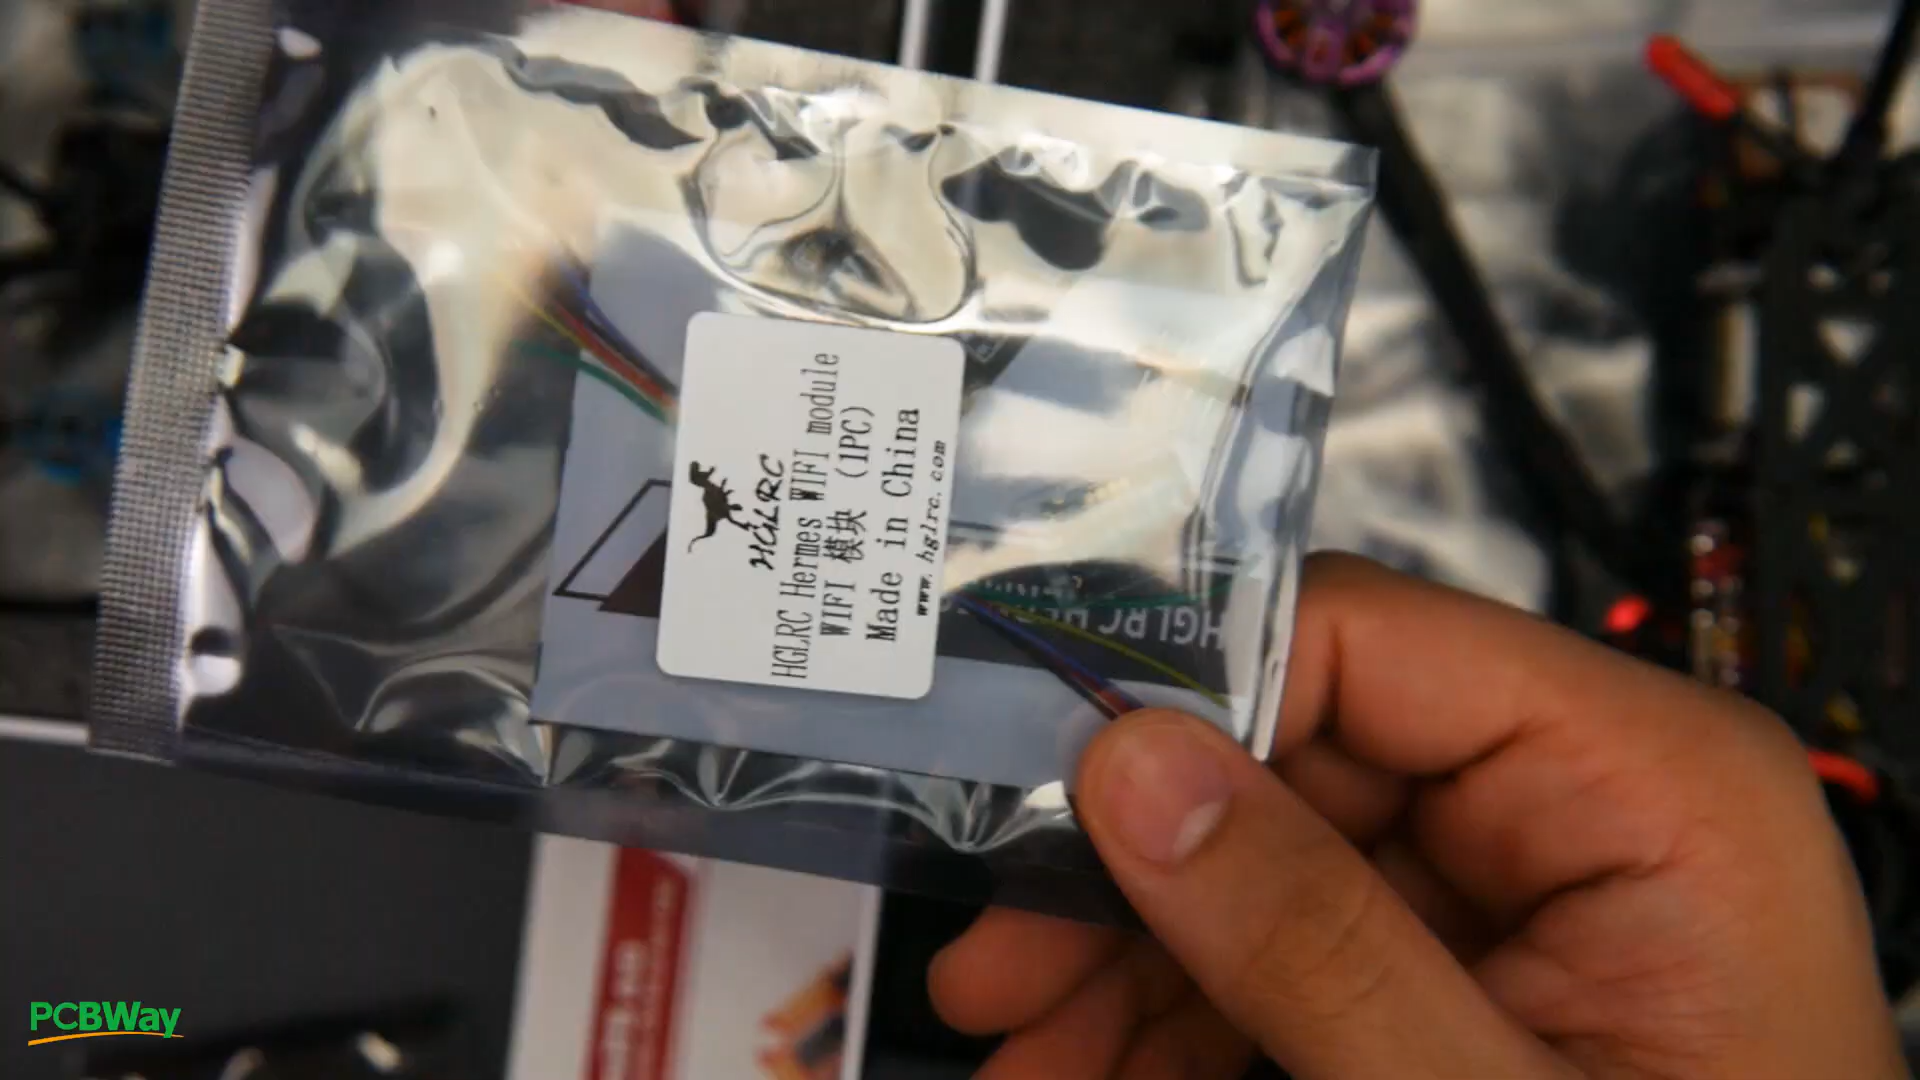 HGLRC
HGLRC Hermes WIFI module
WIFI 模块 (1PC)
Made in China
www.hglrc.com
HGLRC
PCBWay